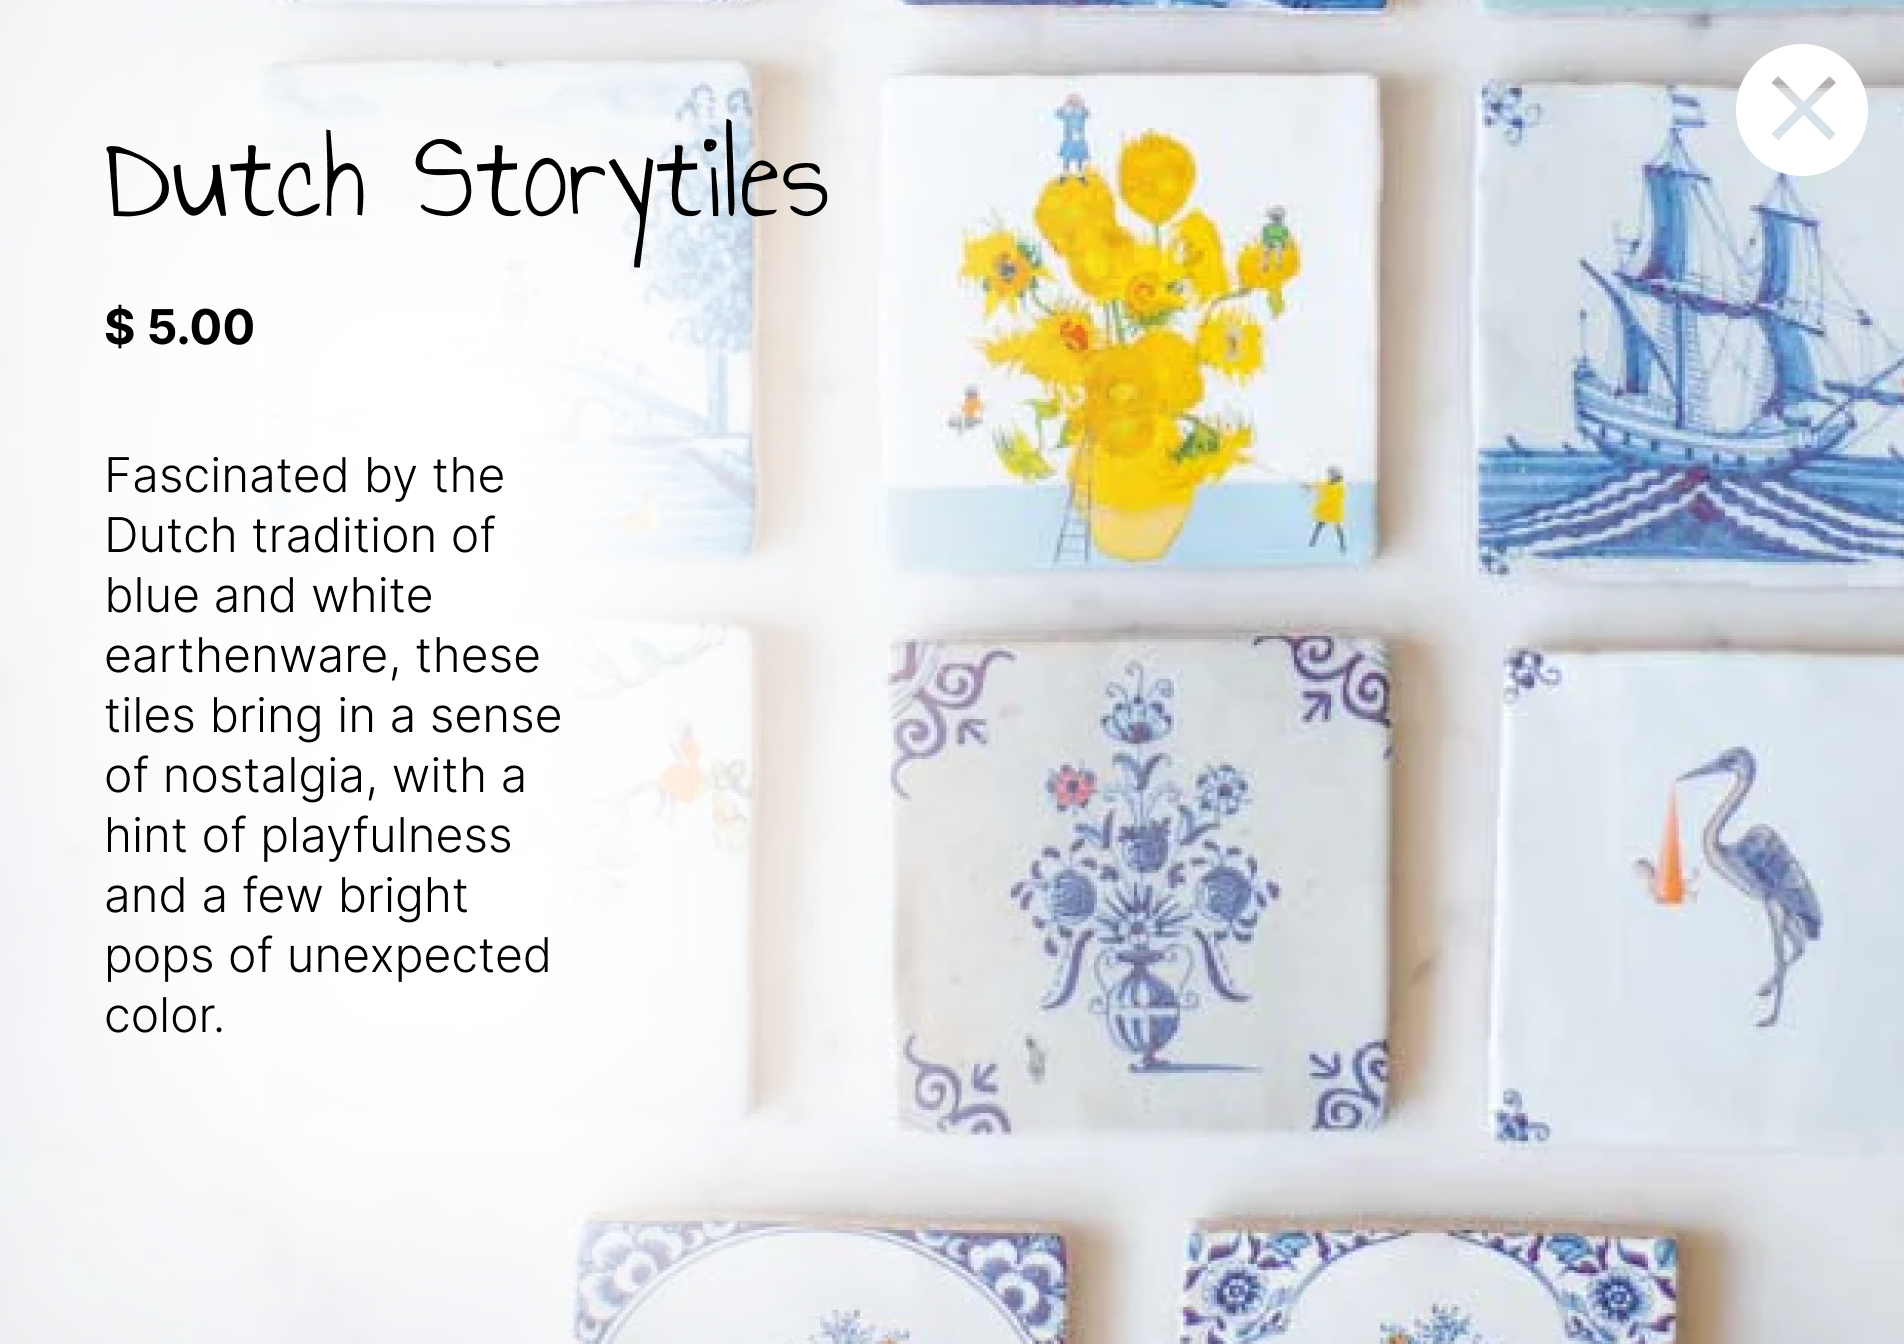 Dutch Storytiles
$ 5.00
Fascinated by the
Dutch tradition of
blue and white
earthenware, these
tiles bring in a sense
of nostalgia, with a
hint of playfulness
and a few bright
pops of unexpected
color.